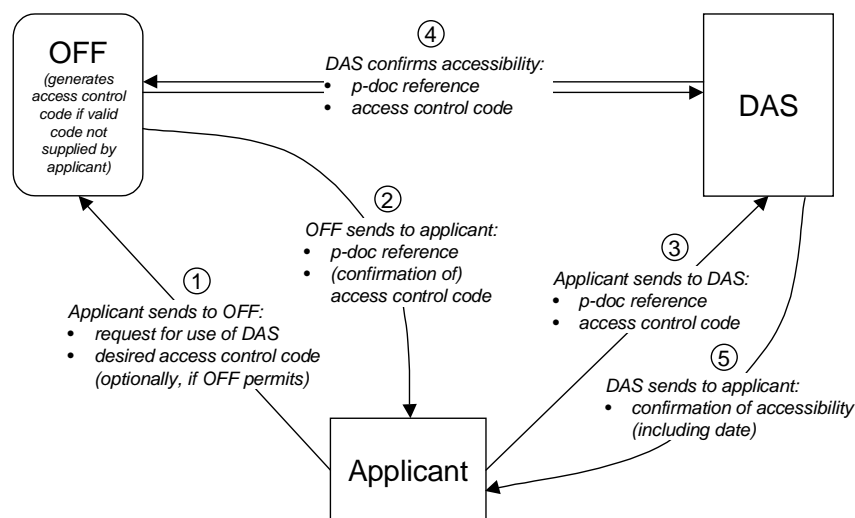 OFF
(generates
access control
code if valid
code not
supplied by
applicant)
4
DAS confirms accessibility:
• p-doc reference
• access control code
DAS
2
OFF sends to applicant:
• p-doc reference
• (confirmation of)
access control code
1
Applicant sends to OFF:
• request for use of DAS
• desired access control code
(optionally, if OFF permits)
3
Applicant sends to DAS:
• p-doc reference
• access control code
5
DAS sends to applicant:
• confirmation of accessibility
(including date)
Applicant